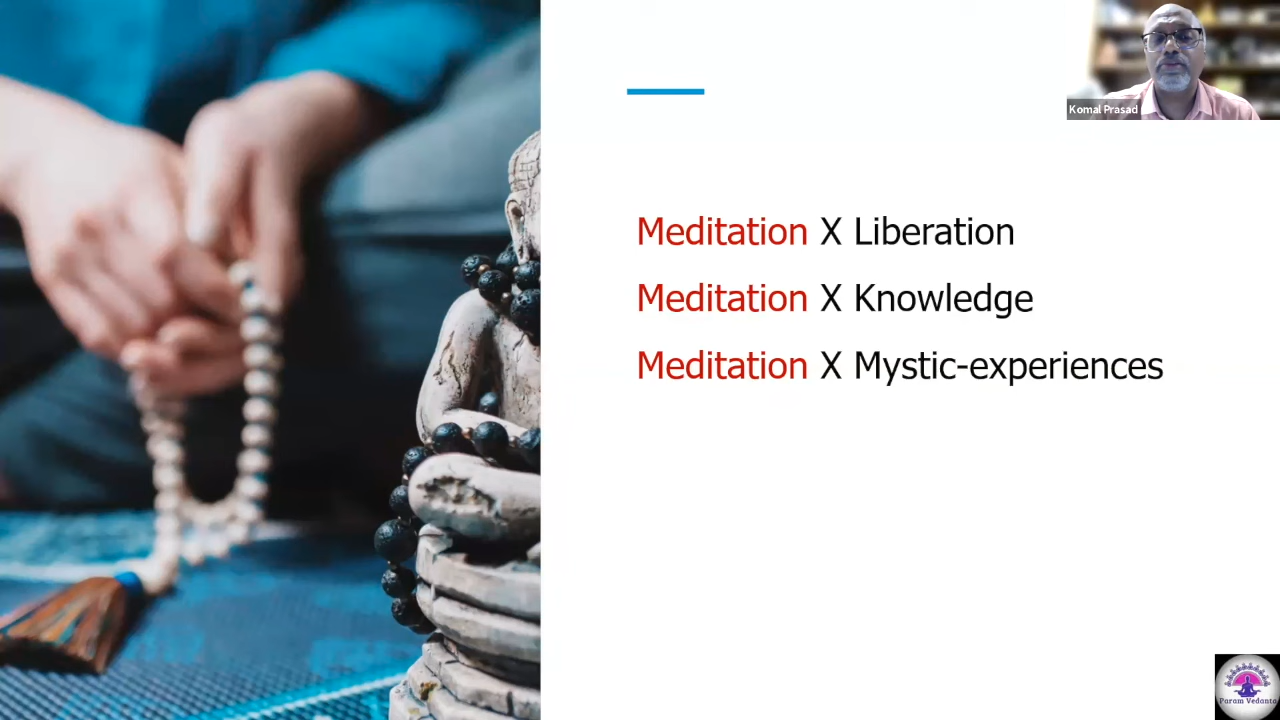 Komal Prasad
Meditation X Liberation
Meditation X Knowledge
Meditation X Mystic-experiences
Param Vedanta